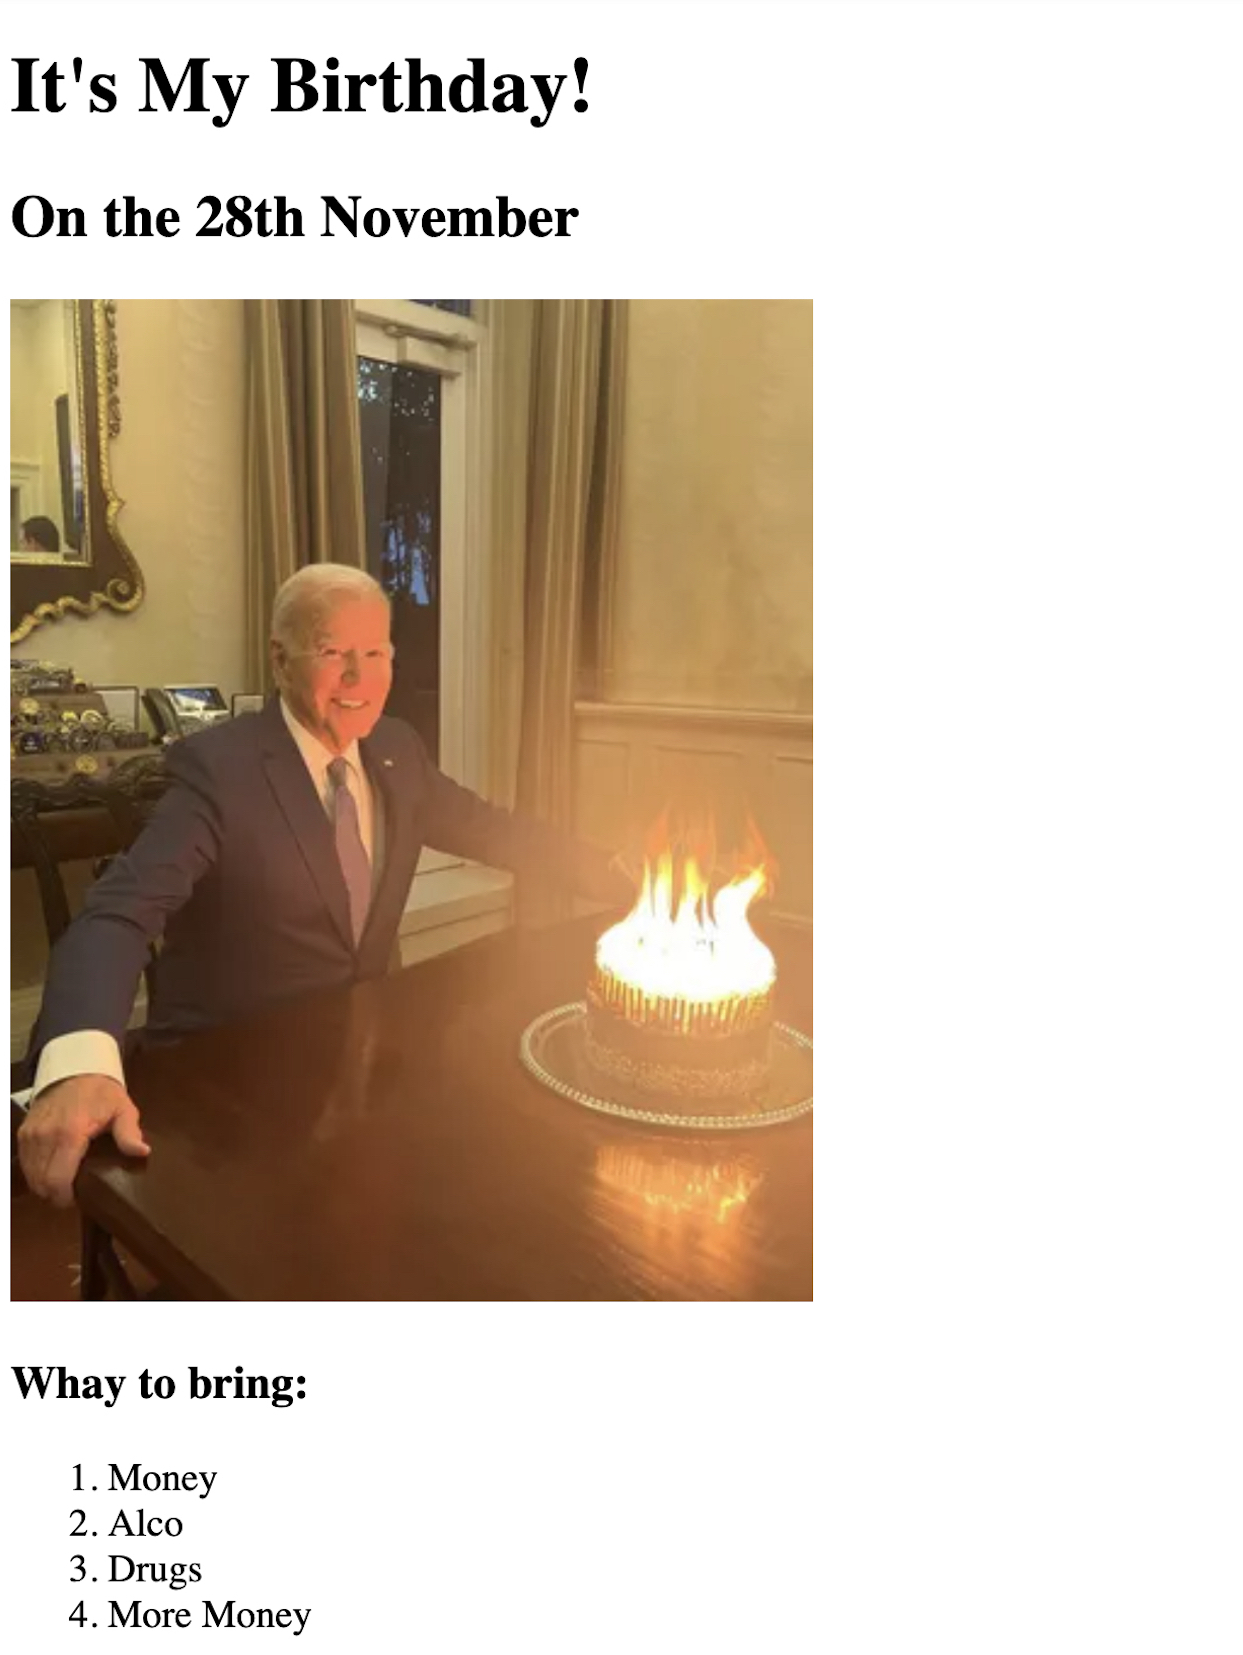 It's My Birthday!
On the 28th November
Whay to bring:
1. Money
2. Alco
3. Drugs
4. More Money